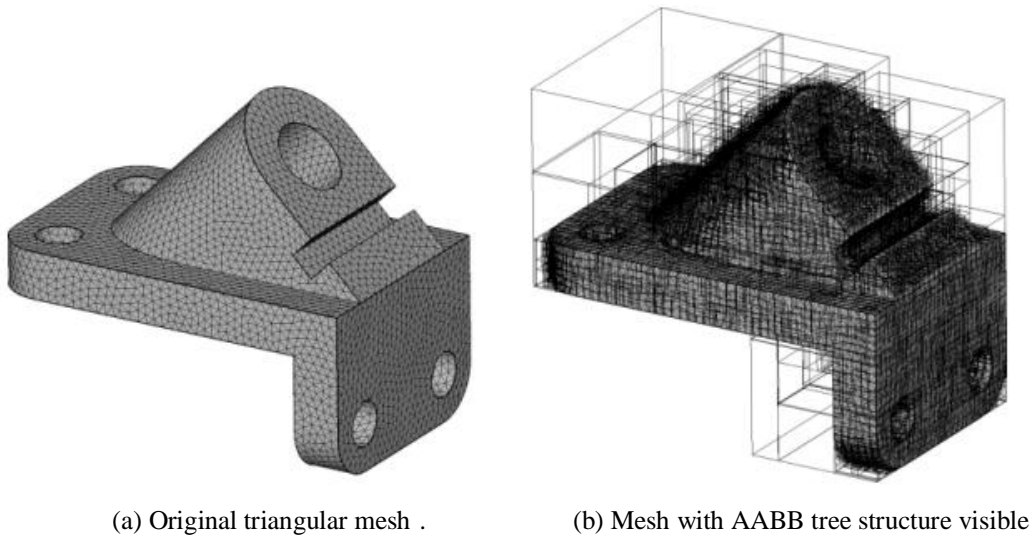 (a) Original triangular mesh .
(b) Mesh with AABB tree structure visible